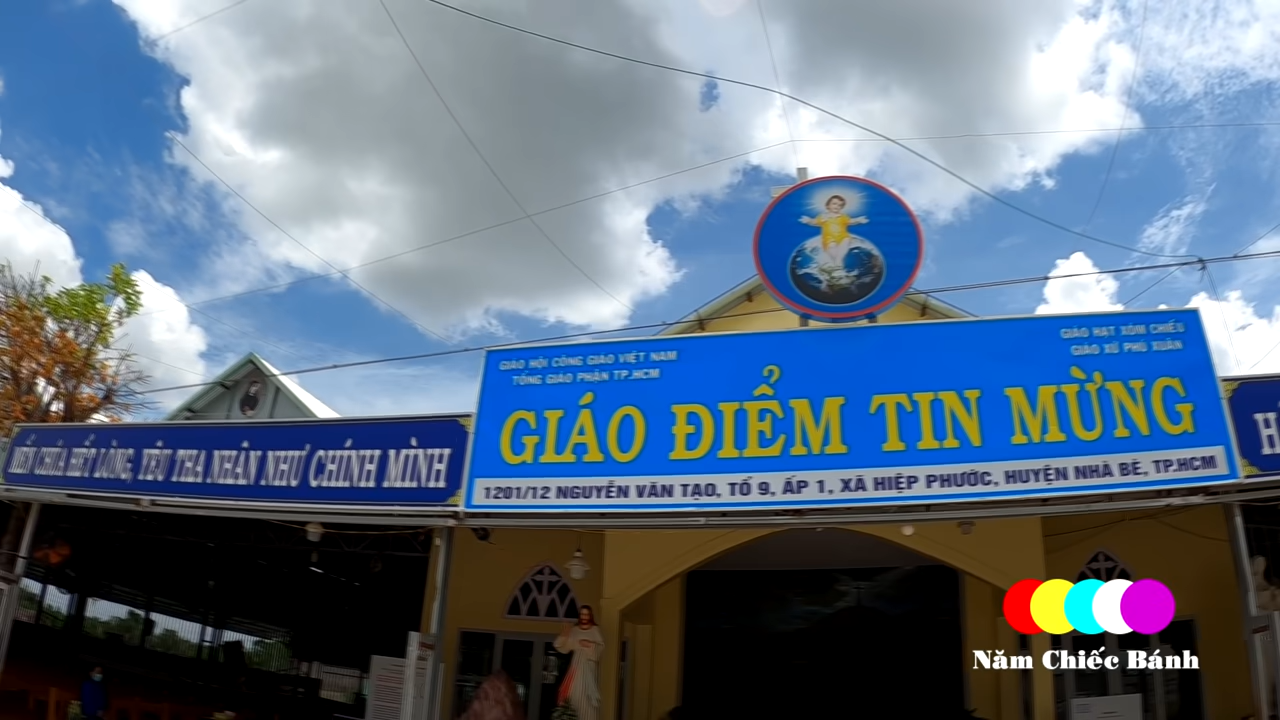 GIÁO HỘI CÔNG GIÁO VIỆT NAM
TỔNG GIÁO PHẬN TP.HCM
GIÁO HẠT XÓM CHIẾU
GIÁO XỨ PHÚ XUÂN
GIÁO ĐIỂM TIN MỪNG
1201/12 NGUYỄN VĂN TẠO, TỔ 9, ẤP 1, XÃ HIỆP PHƯỚC, HUYỆN NHÀ BÈ, TP.HCM
MẾN CHÚA HẾT LÒNG, YÊU THA NHÂN NHƯ CHÍNH MÌNH
Năm Chiếc Bánh